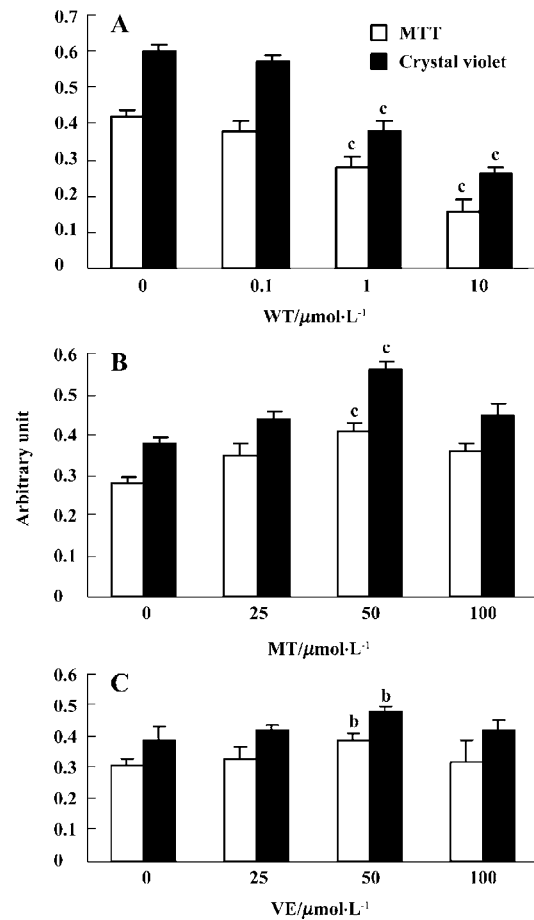 A
0.7
0.6
0.5
0.4
0.3
0.2
0.1
0
MTT
Crystal violet
c c
c c
0 0.1 1 10
WT/μmol·L⁻¹
B
0.6
0.5
0.4
0.3
0.2
0.1
0
c
c
0 25 50 100
MT/μmol·L⁻¹
Arbitrary unit
C
0.6
0.5
0.4
0.3
0.2
0.1
0
b b
0 25 50 100
VE/μmol·L⁻¹